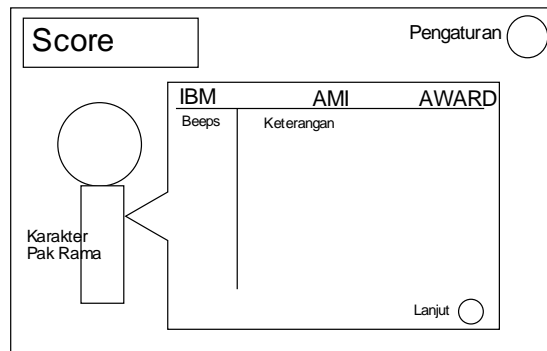 Score
Pengaturan
IBM AMI AWARD
Beeps Keterangan
Karakter
Pak Rama
Lanjut